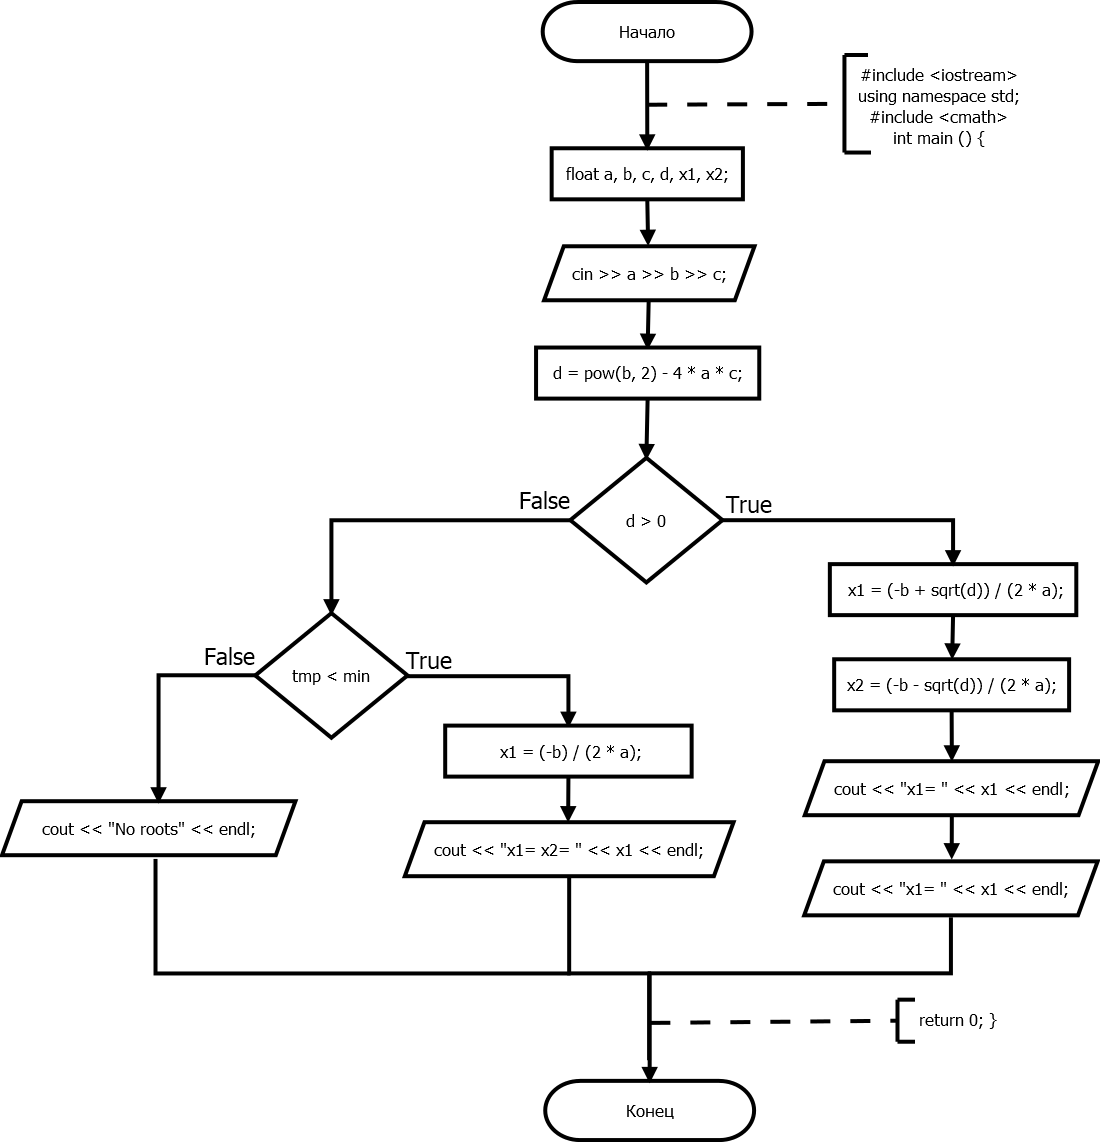 Начало
#include <iostream>
using namespace std;
#include <cmath>
int main () {
float a, b, c, d, x1, x2;
cin >> a >> b >> c;
d = pow(b, 2) - 4 * a * c;
d > 0
False
True
x1 = (-b + sqrt(d)) / (2 * a);
x2 = (-b - sqrt(d)) / (2 * a);
cout << "x1= " << x1 << endl;
cout << "x1= " << x1 << endl;
tmp < min
False
True
x1 = (-b) / (2 * a);
cout << "x1= x2= " << x1 << endl;
cout << "No roots" << endl;
return 0; }
Конец